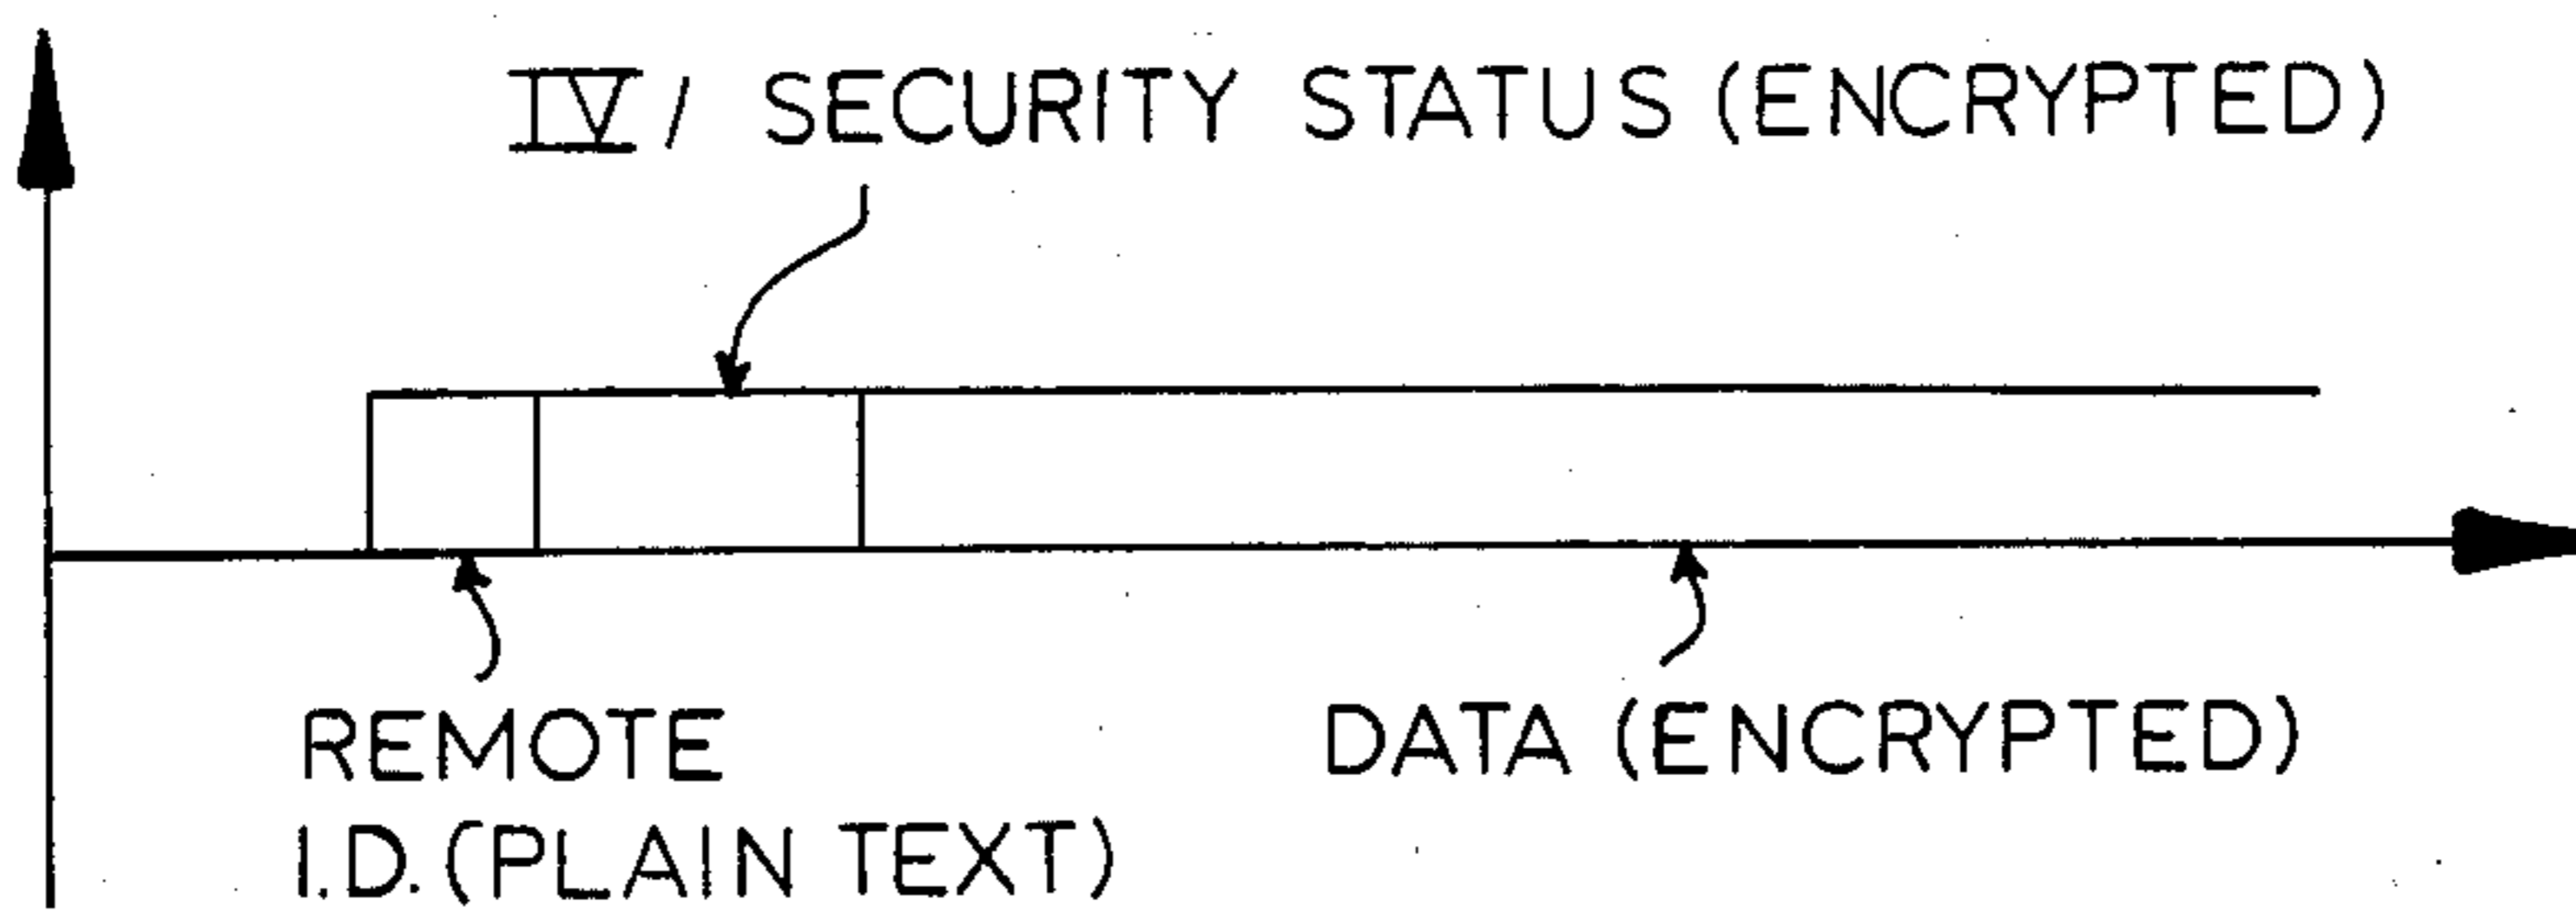 IV/ SECURITY STATUS (ENCRYPTED)
REMOTE
I.D. (PLAIN TEXT)
DATA (ENCRYPTED)